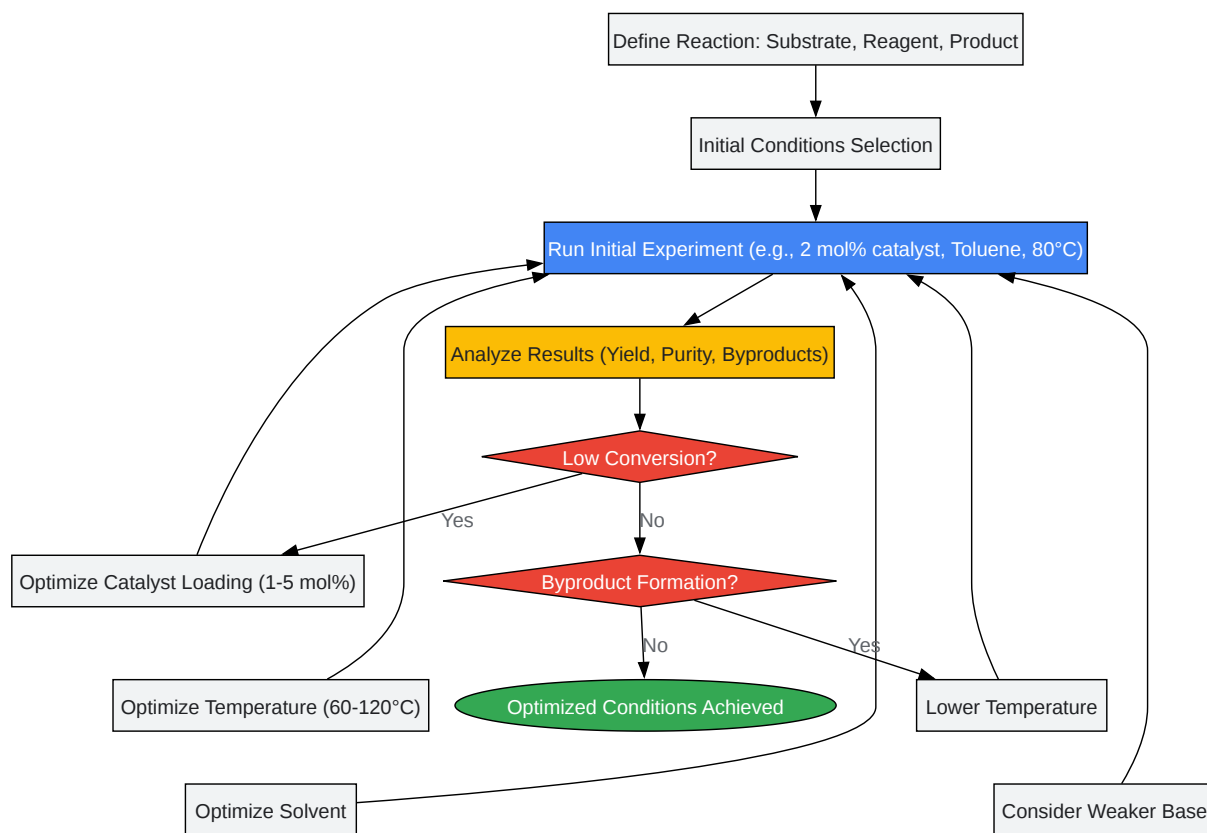 Define Reaction: Substrate, Reagent, Product
Initial Conditions Selection
Run Initial Experiment (e.g., 2 mol% catalyst, Toluene, 80°C)
Analyze Results (Yield, Purity, Byproducts)
Low Conversion?
Yes
No
Optimize Catalyst Loading (1-5 mol%)
Byproduct Formation?
No
Yes
Optimize Temperature (60-120°C)
Optimized Conditions Achieved
Lower Temperature
Optimize Solvent
Consider Weaker Base